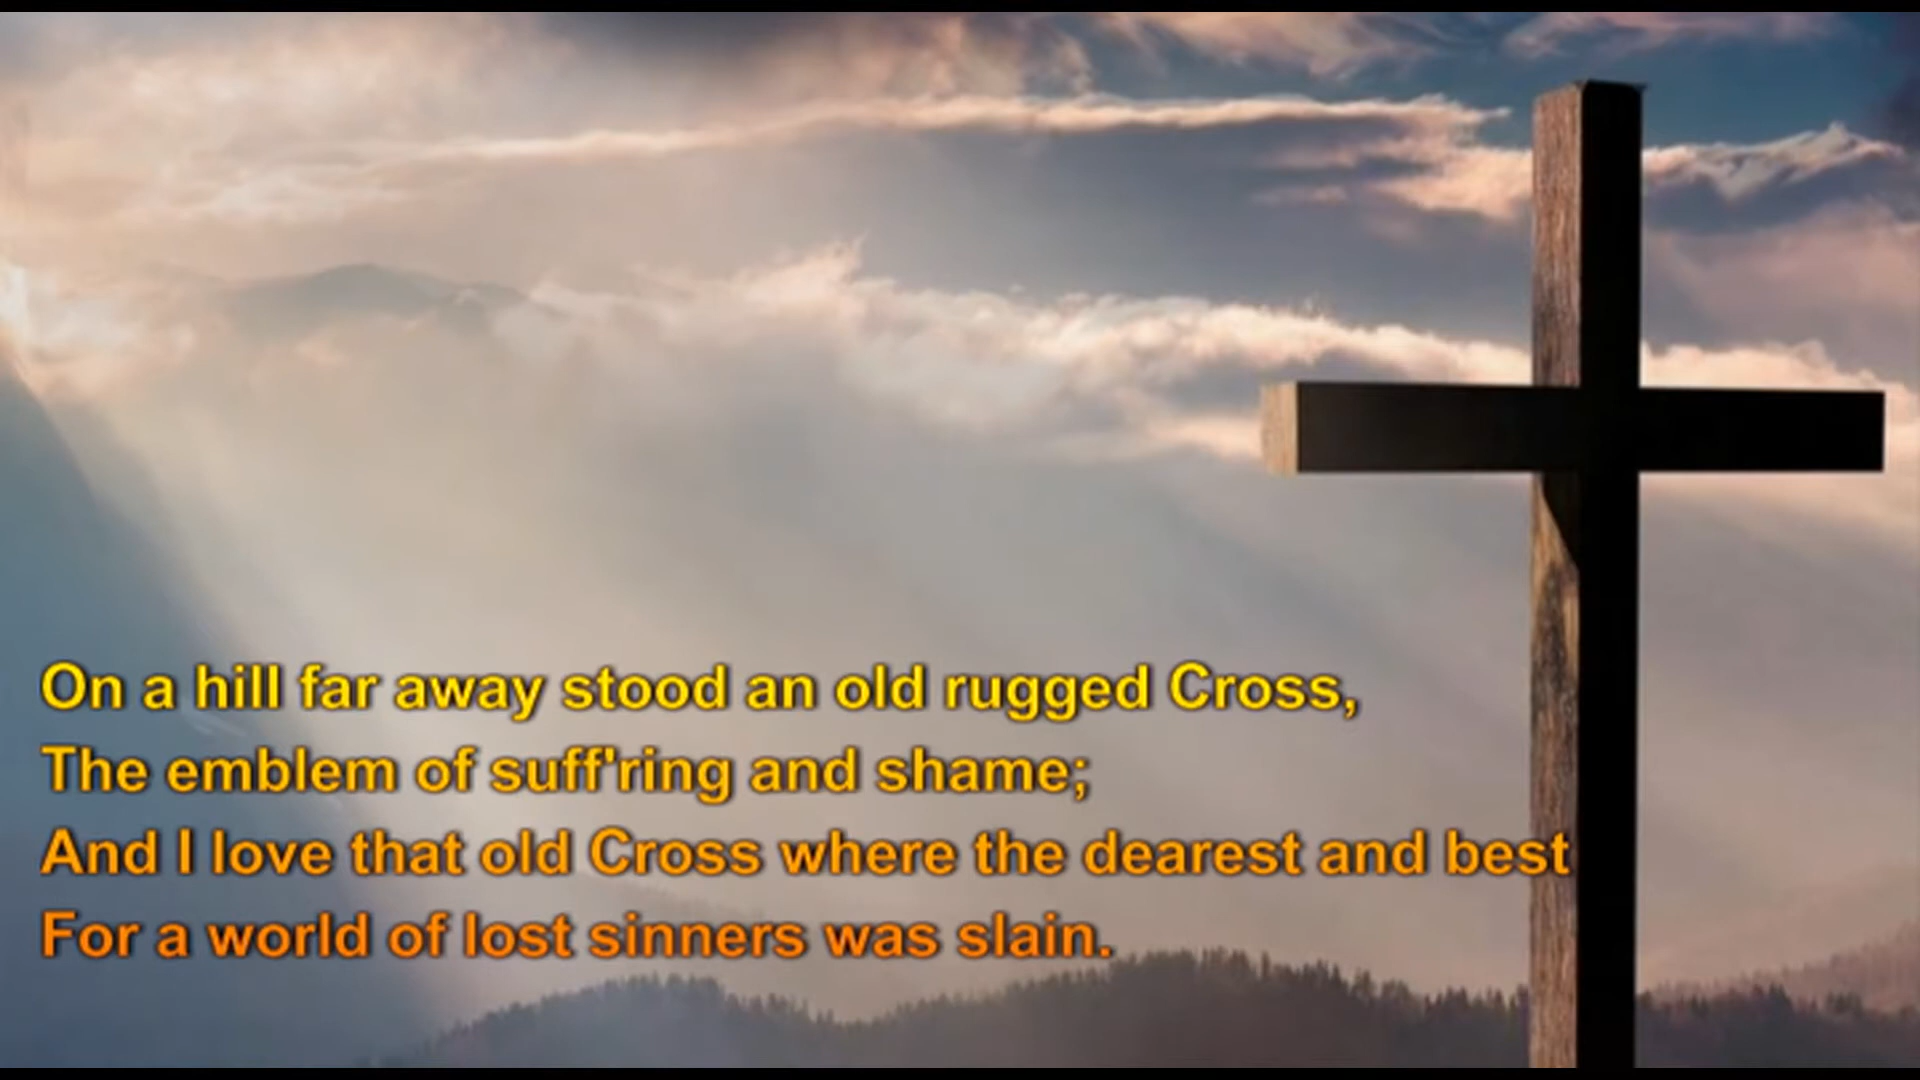 On a hill far away stood an old rugged Cross,
The emblem of suff'ring and shame;
And I love that old Cross where the dearest and best
For a world of lost sinners was slain.